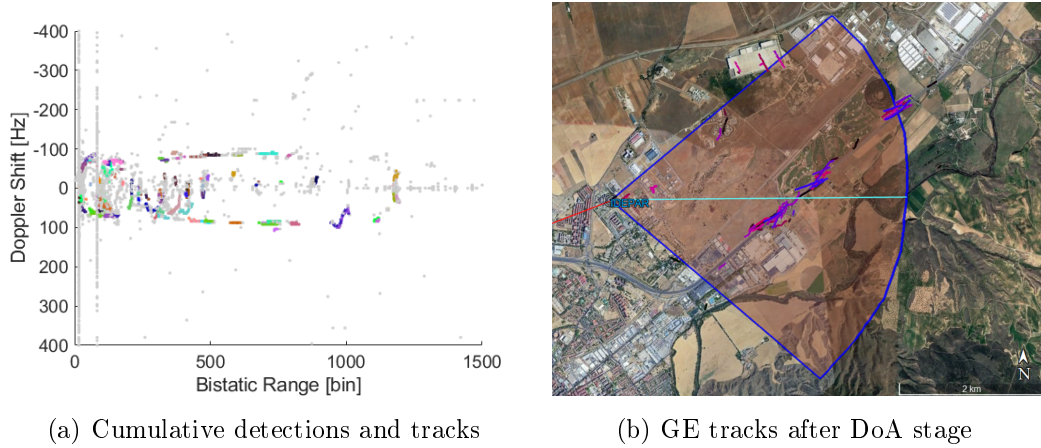 -400
-300
-200
-100
0
100
200
300
400
Doppler Shift [Hz]
0
500
1000
1500
Bistatic Range [bin]
IDEPAR
2 km
N
(a) Cumulative detections and tracks
(b) GE tracks after DoA stage